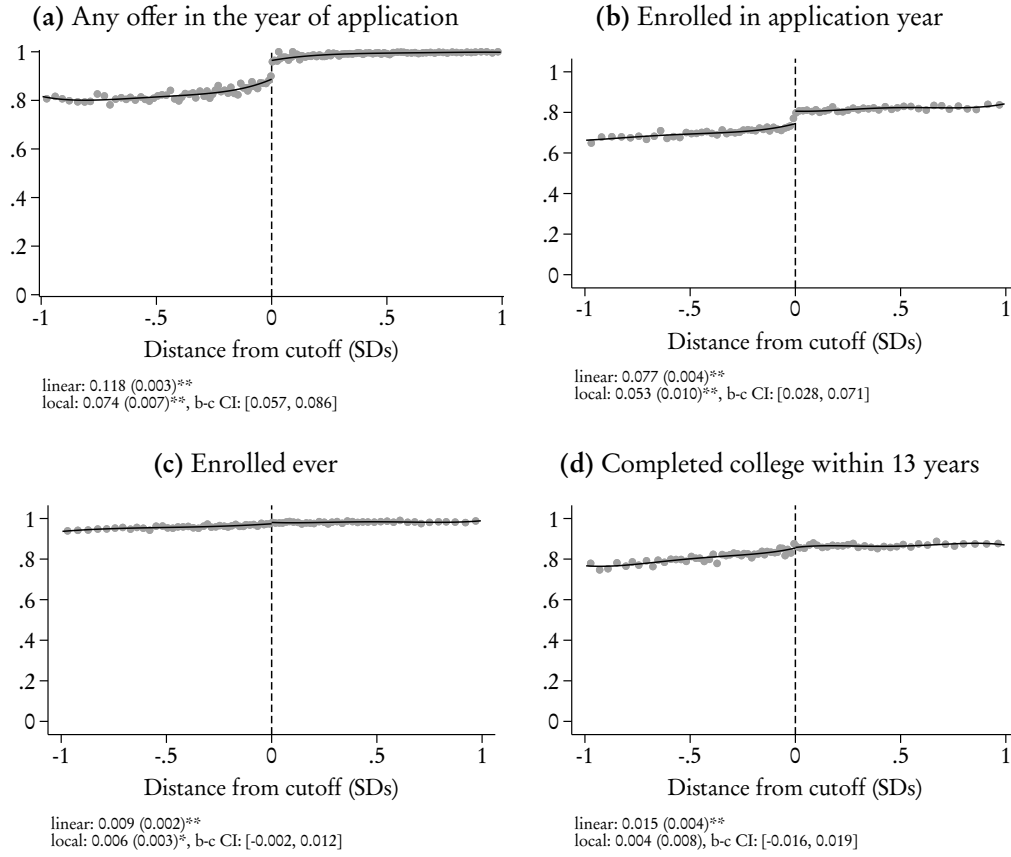 (a) Any offer in the year of application
1
.8
.6
.4
.2
0
-1
-.5
0
.5
1
Distance from cutoff (SDs)
linear: 0.118 (0.003)**
local: 0.074 (0.007)**, b-c CI: [0.057, 0.086]
(b) Enrolled in application year
1
.8
.6
.4
.2
0
-1
-.5
0
.5
1
Distance from cutoff (SDs)
linear: 0.077 (0.004)**
local: 0.053 (0.010)**, b-c CI: [0.028, 0.071]
(c) Enrolled ever
1
.8
.6
.4
.2
0
-1
-.5
0
.5
1
Distance from cutoff (SDs)
linear: 0.009 (0.002)**
local: 0.006 (0.003)*, b-c CI: [-0.002, 0.012]
(d) Completed college within 13 years
1
.8
.6
.4
.2
0
-1
-.5
0
.5
1
Distance from cutoff (SDs)
linear: 0.015 (0.004)**
local: 0.004 (0.008), b-c CI: [-0.016, 0.019]